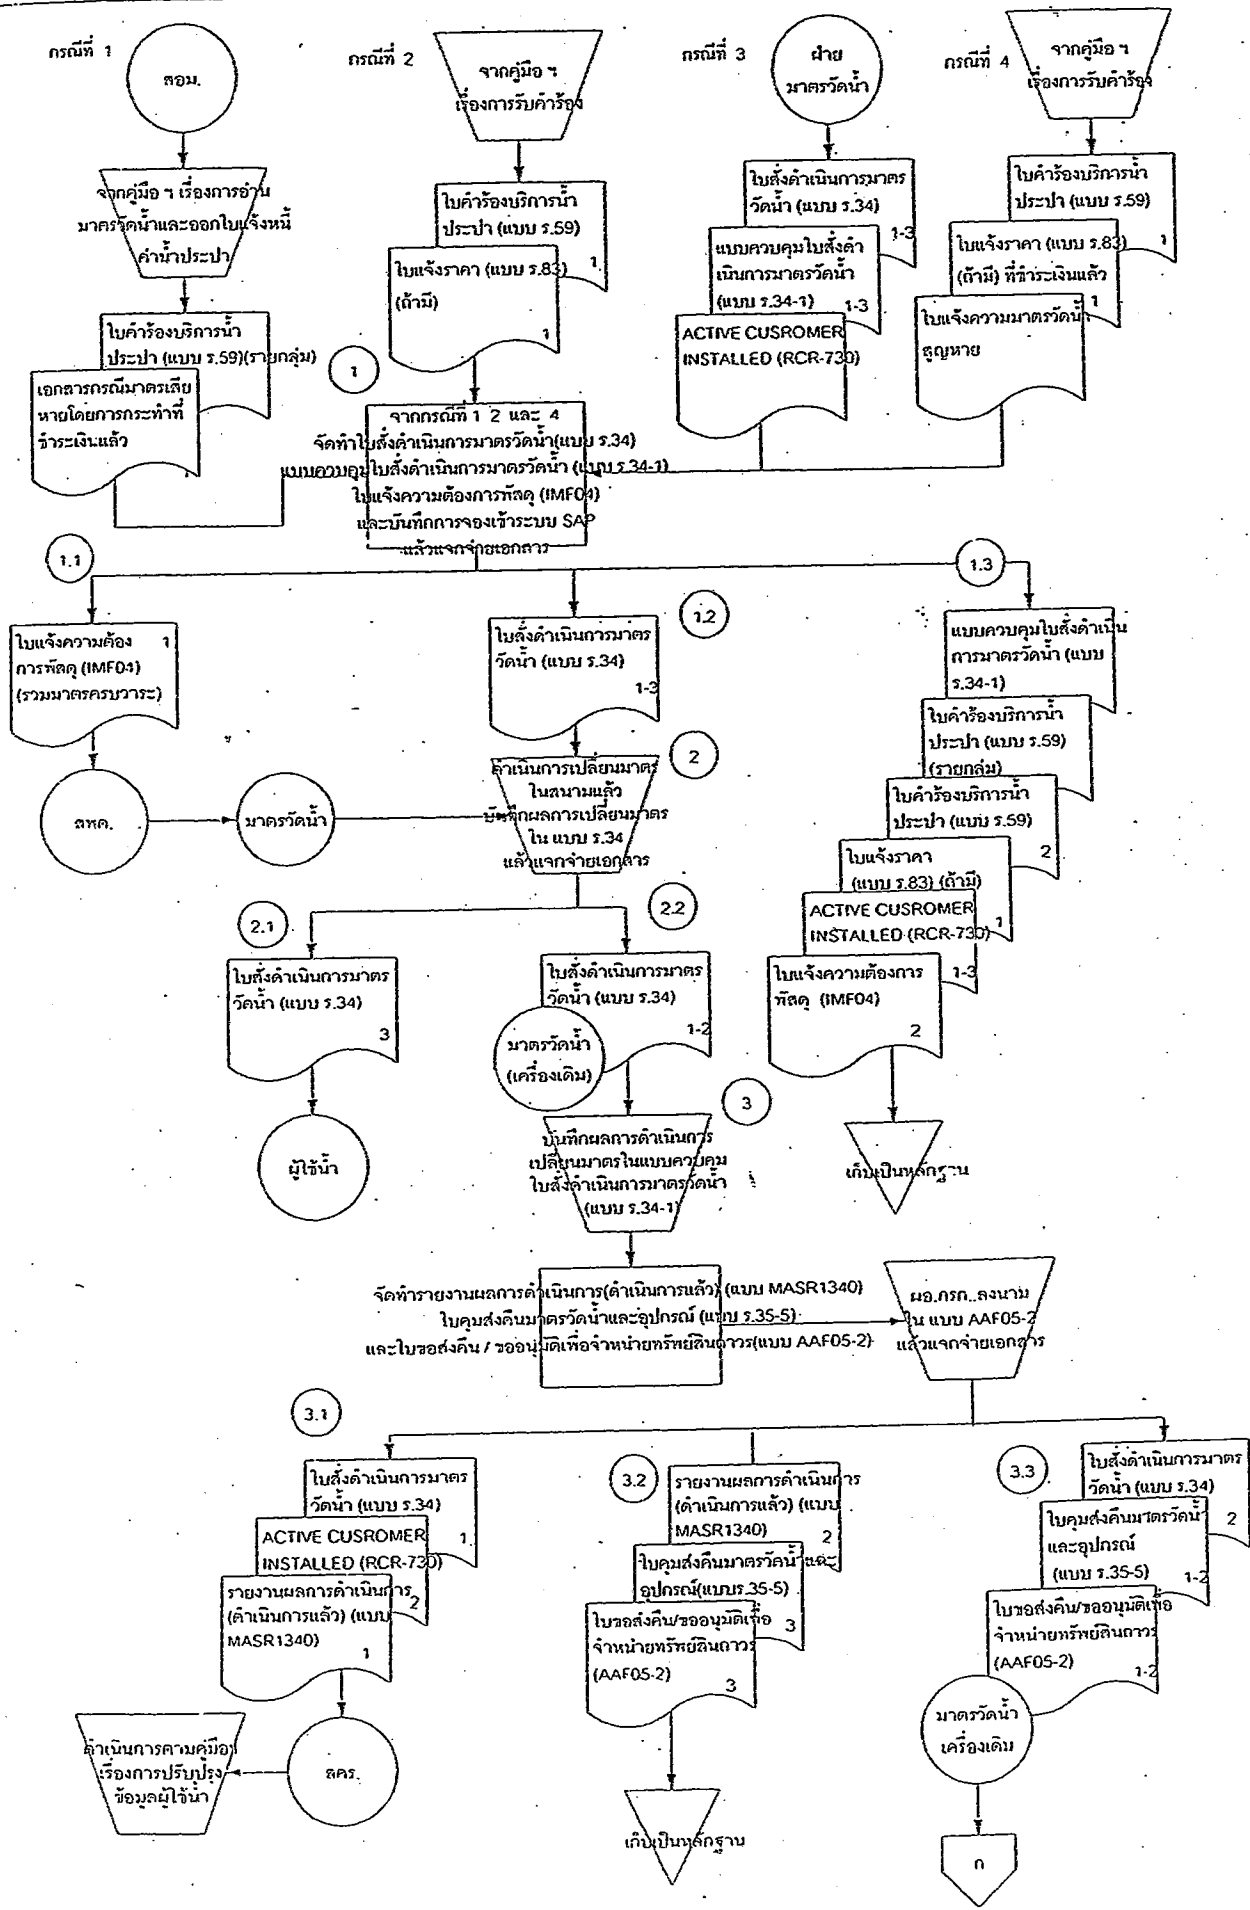 กรณีที่ 1
สอม.
จากคู่มือ ฯ เรื่องการอ่าน
มาตรวัดน้ำและออกใบแจ้งหนี้
ค่าน้ำประปา
ใบคำร้องบริการน้ำ
ประปา (แบบ ร.59)(รายกลุ่ม)
เอกสารกรณีมาตรเสีย
หายโดยการกระทำที่
ชำระเงินแล้ว
กรณีที่ 2
จากคู่มือ ฯ
เรื่องการรับคำร้อง
ใบคำร้องบริการน้ำ
ประปา (แบบ ร.59)
1
ใบแจ้งราคา (แบบ ร.83)
(ถ้ามี)
1
กรณีที่ 3
ฝ่าย
มาตรวัดน้ำ
ใบสั่งดำเนินการมาตร
วัดน้ำ (แบบ ร.34)
1-3
แบบควบคุมใบสั่งดำ
เนินการมาตรวัดน้ำ
(แบบ ร.34-1)
1-3
ACTIVE CUSROMER
INSTALLED (RCR-730)
กรณีที่ 4
จากคู่มือ ฯ
เรื่องการรับคำร้อง
ใบคำร้องบริการน้ำ
ประปา (แบบ ร.59)
1
ใบแจ้งราคา (แบบ ร.83)
(ถ้ามี) ที่ชำระเงินแล้ว
1
ใบแจ้งความมาตรวัดน้ำ
สูญหาย
1
จากกรณีที่ 1 2 และ 4
จัดทำใบสั่งดำเนินการมาตรวัดน้ำ(แบบ ร.34)
แบบควบคุมใบสั่งดำเนินการมาตรวัดน้ำ (แบบ ร.34-1)
ใบแจ้งความต้องการพัสดุ (IMF04)
และบันทึกการจองเข้าระบบ SAP
แล้วแจกจ่ายเอกสาร
1.1
ใบแจ้งความต้อง 1
การพัสดุ (IMF04)
(รวมมาตรครบวาระ)
สหค.
มาตรวัดน้ำ
1.2
ใบสั่งดำเนินการมาตร
วัดน้ำ (แบบ ร.34)
1-3
2
ดำเนินการเปลี่ยนมาตร
ในสนามแล้ว
บันทึกผลการเปลี่ยนมาตร
ใน แบบ ร.34
แล้วแจกจ่ายเอกสาร
1.3
แบบควบคุมใบสั่งดำเนิน
การมาตรวัดน้ำ (แบบ
ร.34-1)
ใบคำร้องบริการน้ำ
ประปา (แบบ ร.59)
(รายกลุ่ม)
ใบคำร้องบริการน้ำ
ประปา (แบบ ร.59)
2
ใบแจ้งราคา
(แบบ ร.83) (ถ้ามี)
1
ACTIVE CUSROMER
INSTALLED (RCR-730)
1-3
ใบแจ้งความต้องการ
พัสดุ (IMF04)
2
เก็บเป็นหลักฐาน
2.1
ใบสั่งดำเนินการมาตร
วัดน้ำ (แบบ ร.34)
3
ผู้ใช้น้ำ
2.2
ใบสั่งดำเนินการมาตร
วัดน้ำ (แบบ ร.34)
1-2
มาตรวัดน้ำ
(เครื่องเดิม)
3
บันทึกผลการดำเนินการ
เปลี่ยนมาตรในแบบควบคุม
ใบสั่งดำเนินการมาตรวัดน้ำ
(แบบ ร.34-1)
จัดทำรายงานผลการดำเนินการ(ดำเนินการแล้ว) (แบบ MASR1340)
ใบคุมส่งคืนมาตรวัดน้ำและอุปกรณ์ (แบบ ร.35-5)
และใบขอส่งคืน / ขออนุมัติเพื่อจำหน่ายทรัพย์สินถาวร(แบบ AAF05-2)
ผอ.กรก..ลงนาม
ใน แบบ AAF05-2
แล้วแจกจ่ายเอกสาร
3.1
ใบสั่งดำเนินการมาตร
วัดน้ำ (แบบ ร.34)
1
ACTIVE CUSROMER
INSTALLED (RCR-730)
2
รายงานผลการดำเนินการ
(ดำเนินการแล้ว) (แบบ
MASR1340)
1
สคร.
ดำเนินการตามคู่มือฯ
เรื่องการปรับปรุง
ข้อมูลผู้ใช้น้ำ
3.2
รายงานผลการดำเนินการ
(ดำเนินการแล้ว) (แบบ
MASR1340)
2
ใบคุมส่งคืนมาตรวัดน้ำและ
อุปกรณ์(แบบร.35-5)
3
ใบขอส่งคืน/ขออนุมัติเพื่อ
จำหน่ายทรัพย์สินถาวร
(AAF05-2)
3
เก็บเป็นหลักฐาน
3.3
ใบสั่งดำเนินการมาตร
วัดน้ำ (แบบ ร.34)
2
ใบคุมส่งคืนมาตรวัดน้ำ
และอุปกรณ์
(แบบ ร.35-5)
1-2
ใบขอส่งคืน/ขออนุมัติเพื่อ
จำหน่ายทรัพย์สินถาวร
(AAF05-2)
1-2
มาตรวัดน้ำ
เครื่องเดิม
ก